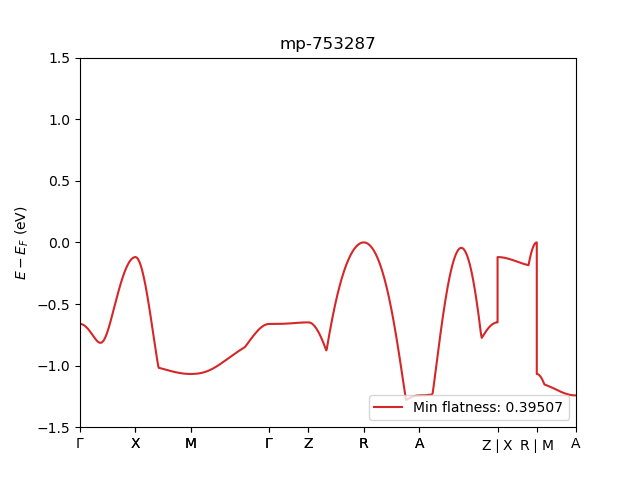 mp-753287
E − E_F (eV)
1.5
1.0
0.5
0.0
−0.5
−1.0
−1.5
Min flatness: 0.39507
Γ X M Γ Z R A Z | X R | M A